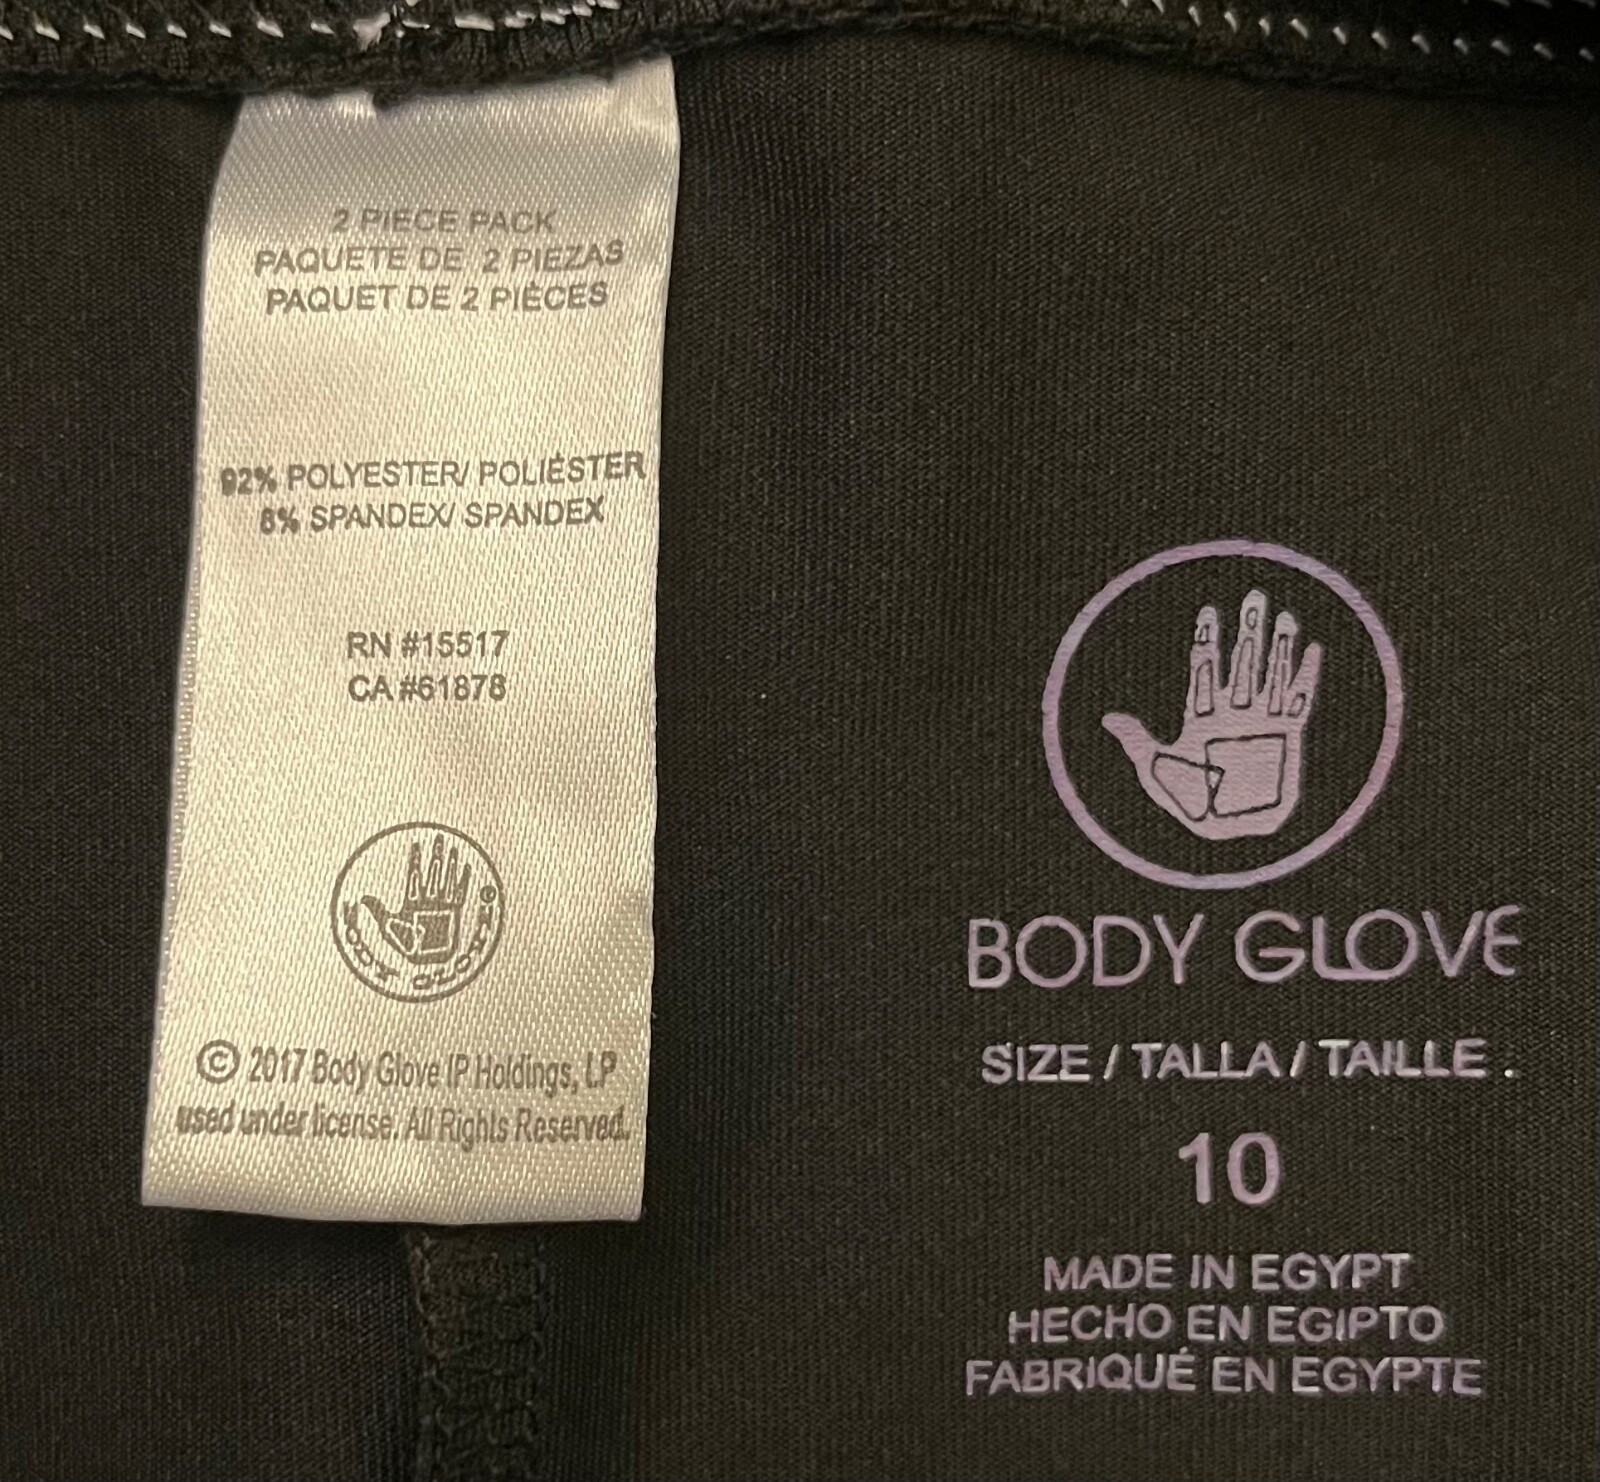 2 PIECE PACK
PAQUETE DE 2 PIEZAS
PAQUET DE 2 PIÈCES
92% POLYESTER/ POLIÉSTER
8% SPANDEX/ SPANDEX
RN #15517
CA #61878
BODY GLOVE
®
© 2017 Body Glove IP Holdings, LP
used under license. All Rights Reserved.
BODY GLOVE
SIZE / TALLA / TAILLE .
10
MADE IN EGYPT
HECHO EN EGIPTO
FABRIQUÉ EN EGYPTE